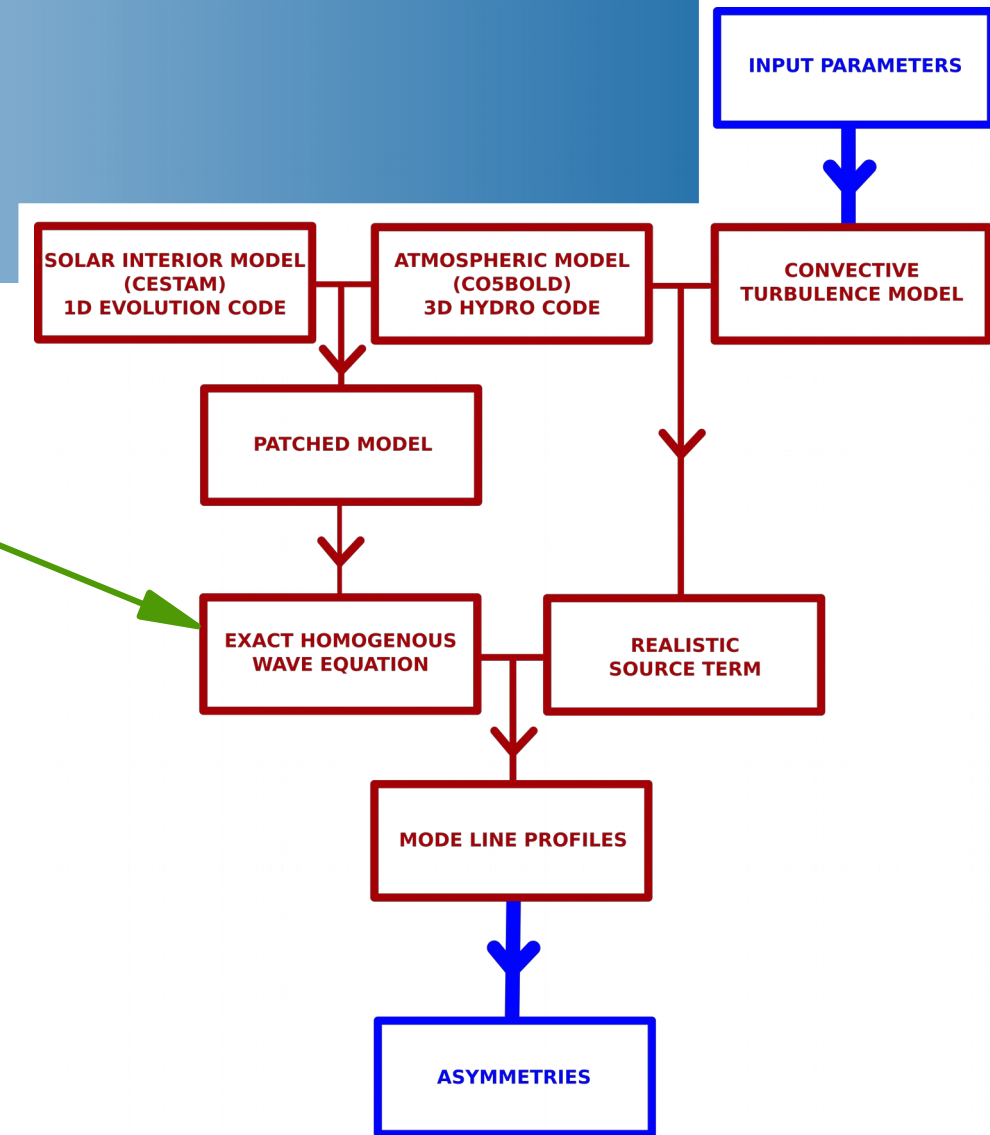 INPUT PARAMETERS
SOLAR INTERIOR MODEL
(CESTAM)
1D EVOLUTION CODE
ATMOSPHERIC MODEL
(CO5BOLD)
3D HYDRO CODE
CONVECTIVE
TURBULENCE MODEL
PATCHED MODEL
EXACT HOMOGENOUS
WAVE EQUATION
REALISTIC
SOURCE TERM
MODE LINE PROFILES
ASYMMETRIES